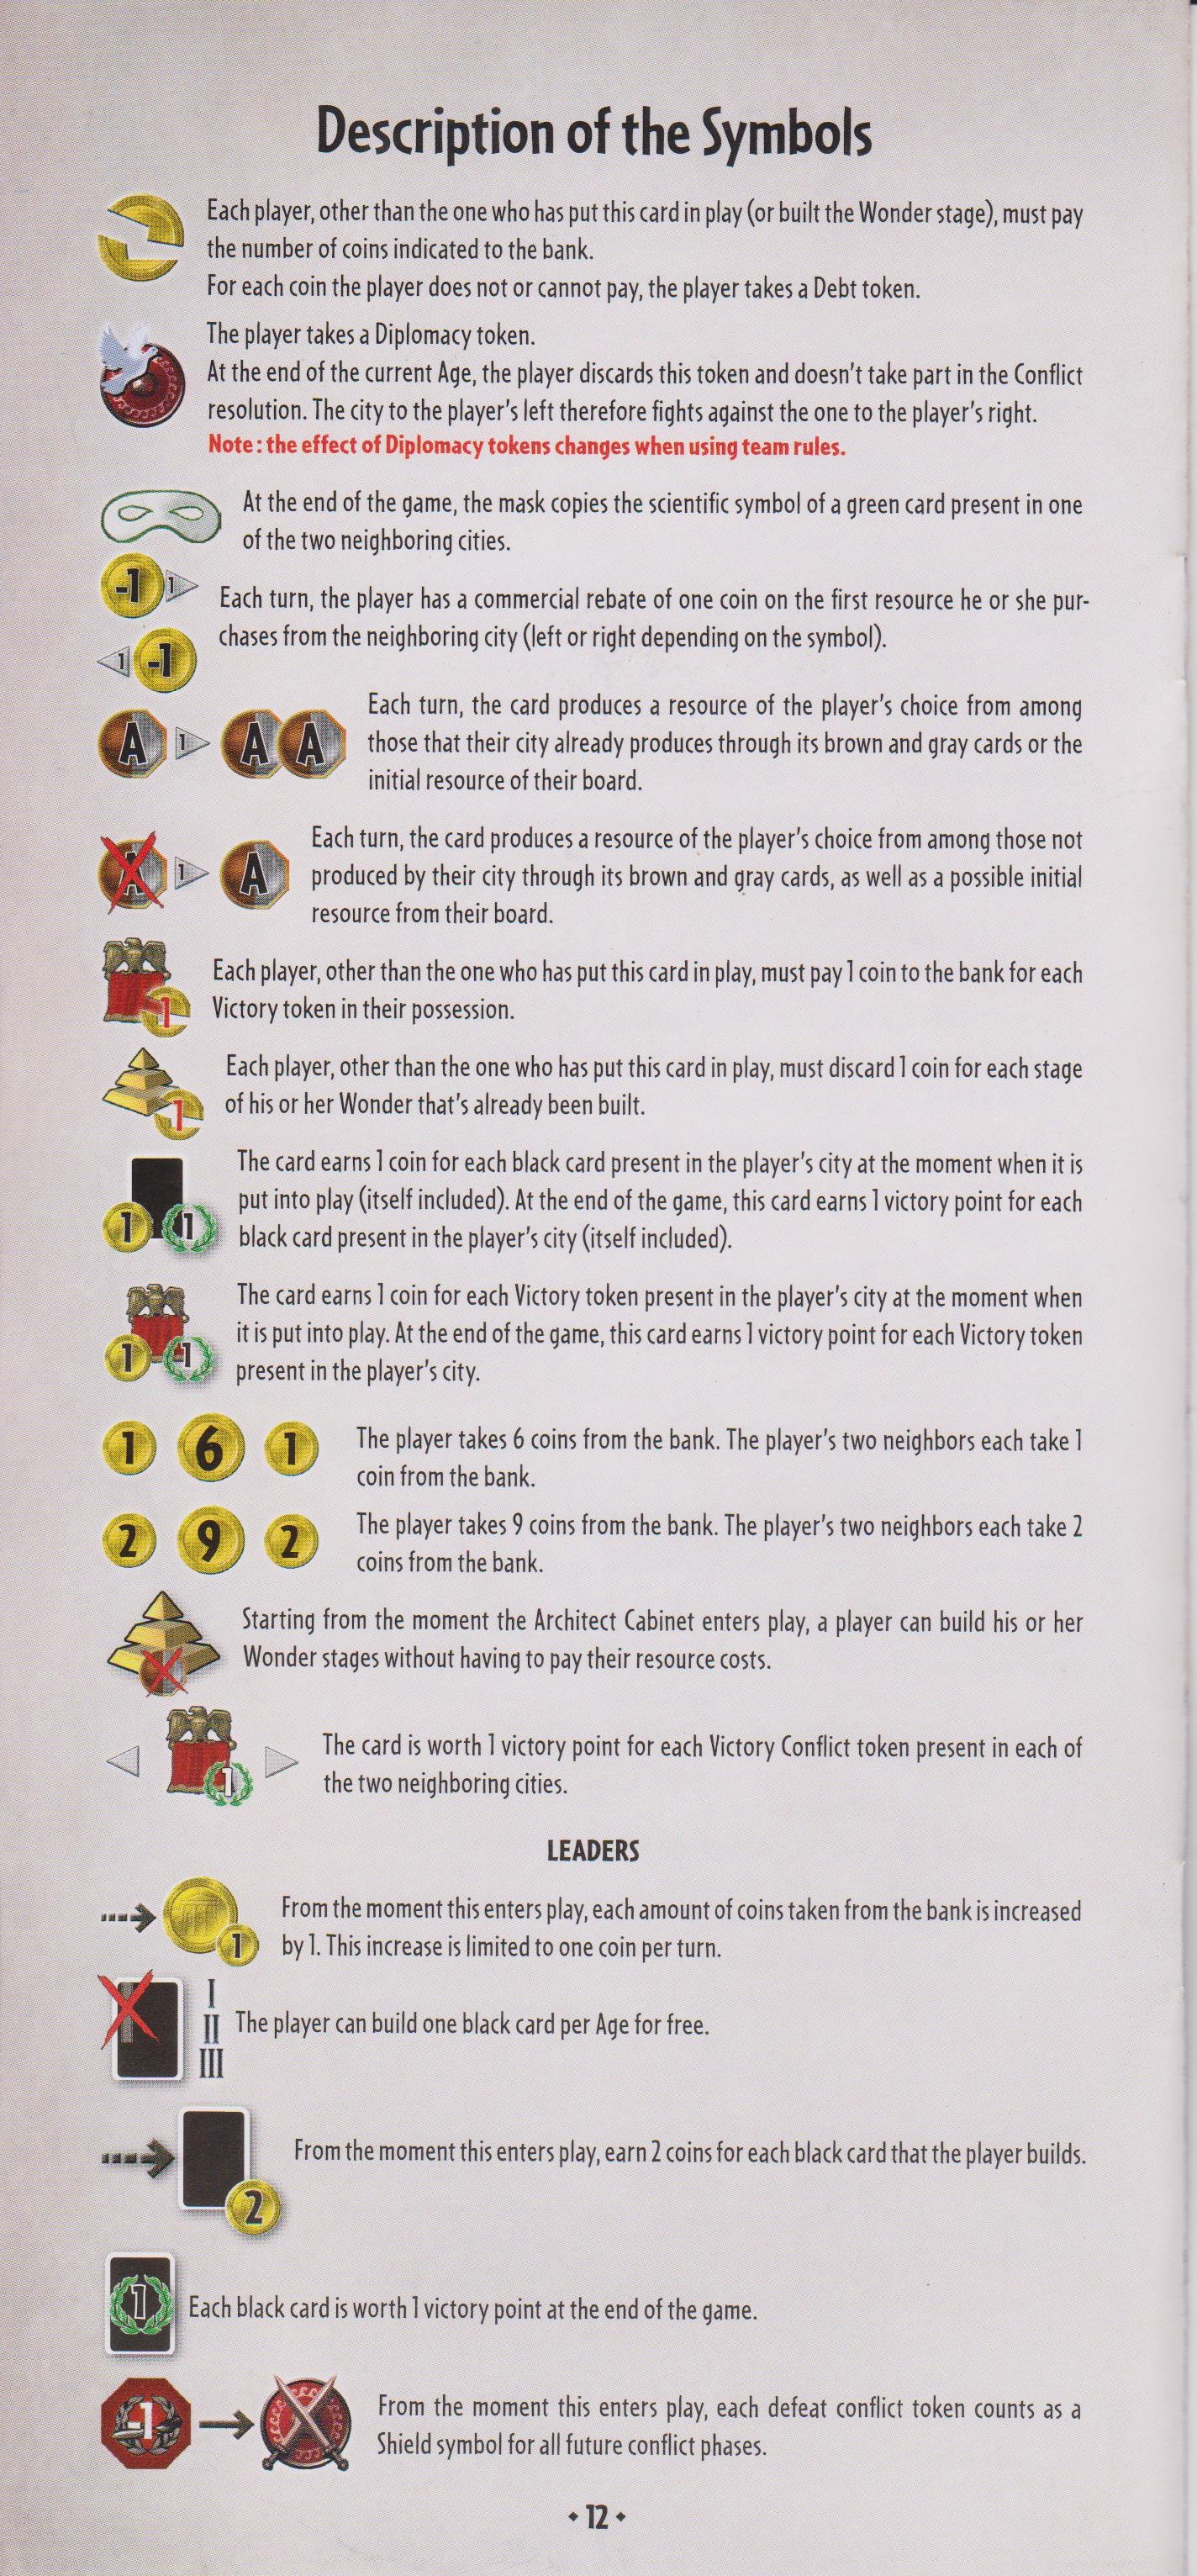 Description of the Symbols
Each player, other than the one who has put this card in play (or built the Wonder stage), must pay
the number of coins indicated to the bank.
For each coin the player does not or cannot pay, the player takes a Debt token.
The player takes a Diplomacy token.
At the end of the current Age, the player discards this token and doesn't take part in the Conflict
resolution. The city to the player's left therefore fights against the one to the player's right.
Note : the effect of Diplomacy tokens changes when using team rules.
At the end of the game, the mask copies the scientific symbol of a green card present in one
of the two neighboring cities.
-1 1
Each turn, the player has a commercial rebate of one coin on the first resource he or she pur-
chases from the neighboring city (left or right depending on the symbol).
1 -1
A 1 A A
Each turn, the card produces a resource of the player's choice from among
those that their city already produces through its brown and gray cards or the
initial resource of their board.
A 1 A
Each turn, the card produces a resource of the player's choice from among those not
produced by their city through its brown and gray cards, as well as a possible initial
resource from their board.
1
Each player, other than the one who has put this card in play, must pay 1 coin to the bank for each
Victory token in their possession.
1
Each player, other than the one who has put this card in play, must discard 1 coin for each stage
of his or her Wonder that's already been built.
1 1
The card earns 1 coin for each black card present in the player's city at the moment when it is
put into play (itself included). At the end of the game, this card earns 1 victory point for each
black card present in the player's city (itself included).
1 1
The card earns 1 coin for each Victory token present in the player's city at the moment when
it is put into play. At the end of the game, this card earns 1 victory point for each Victory token
present in the player's city.
1 6 1
The player takes 6 coins from the bank. The player's two neighbors each take 1
coin from the bank.
2 9 2
The player takes 9 coins from the bank. The player's two neighbors each take 2
coins from the bank.
Starting from the moment the Architect Cabinet enters play, a player can build his or her
Wonder stages without having to pay their resource costs.
1
The card is worth 1 victory point for each Victory Conflict token present in each of
the two neighboring cities.
LEADERS
1
From the moment this enters play, each amount of coins taken from the bank is increased
by 1. This increase is limited to one coin per turn.
I
II
III
The player can build one black card per Age for free.
2
From the moment this enters play, earn 2 coins for each black card that the player builds.
1
Each black card is worth 1 victory point at the end of the game.
-1
From the moment this enters play, each defeat conflict token counts as a
Shield symbol for all future conflict phases.
• 12 •